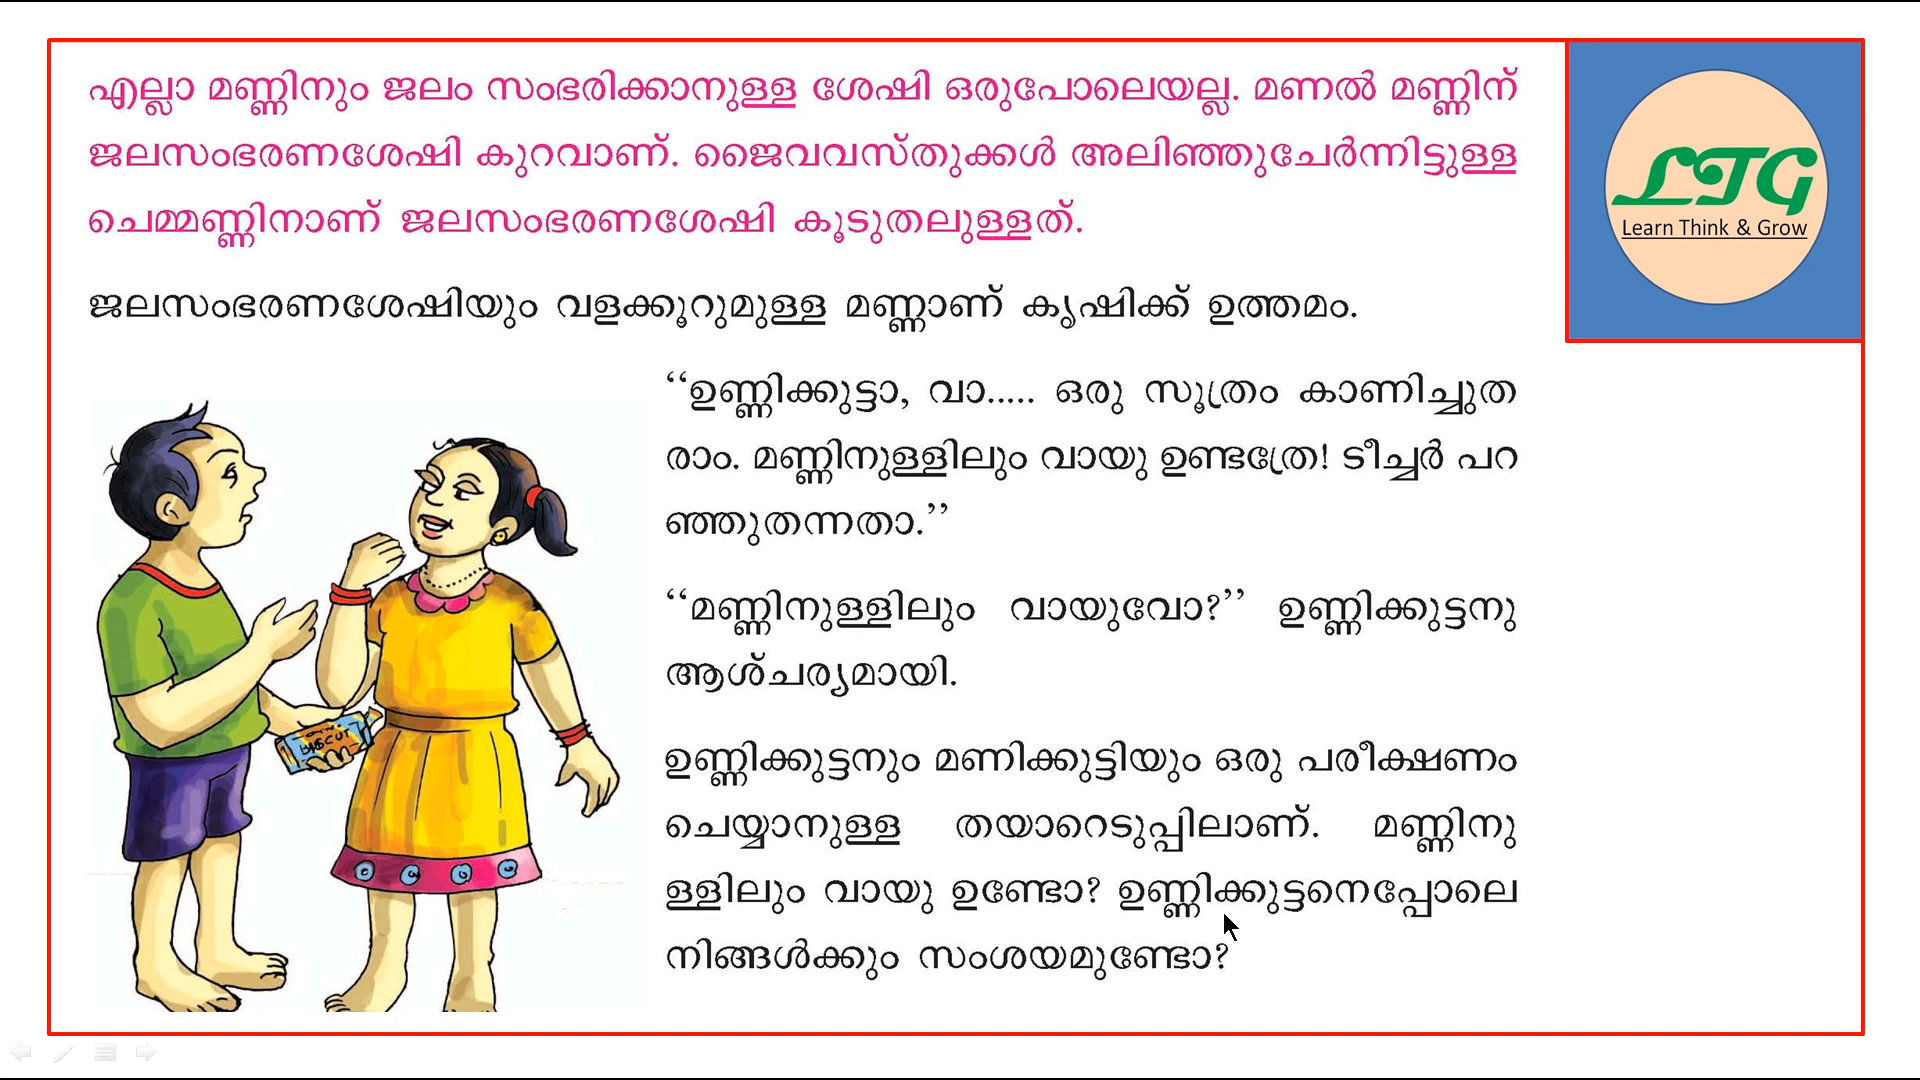 എല്ലാ മണ്ണിനും ജലം സംഭരിക്കാനുള്ള ശേഷി ഒരുപോലെയല്ല. മണൽ മണ്ണിന്
ജലസംഭരണശേഷി കുറവാണ്. ജൈവവസ്തുക്കൾ അലിഞ്ഞുചേർന്നിട്ടുള്ള
ചെമ്മണ്ണിനാണ് ജലസംഭരണശേഷി കൂടുതലുള്ളത്.
ജലസംഭരണശേഷിയും വളക്കൂറുമുള്ള മണ്ണാണ് കൃഷിക്ക് ഉത്തമം.
‘‘ഉണ്ണിക്കുട്ടാ, വാ..... ഒരു സൂത്രം കാണിച്ചുത
രാം. മണ്ണിനുള്ളിലും വായു ഉണ്ടത്രേ! ടീച്ചർ പറ
ഞ്ഞുതന്നതാ.’’
‘‘മണ്ണിനുള്ളിലും വായുവോ?’’ ഉണ്ണിക്കുട്ടനു
ആശ്ചര്യമായി.
ഉണ്ണിക്കുട്ടനും മണിക്കുട്ടിയും ഒരു പരീക്ഷണം
ചെയ്യാനുള്ള തയാറെടുപ്പിലാണ്. മണ്ണിനു
ള്ളിലും വായു ഉണ്ടോ? ഉണ്ണിക്കുട്ടനെപ്പോലെ
നിങ്ങൾക്കും സംശയമുണ്ടോ?
LTG
Learn Think & Grow